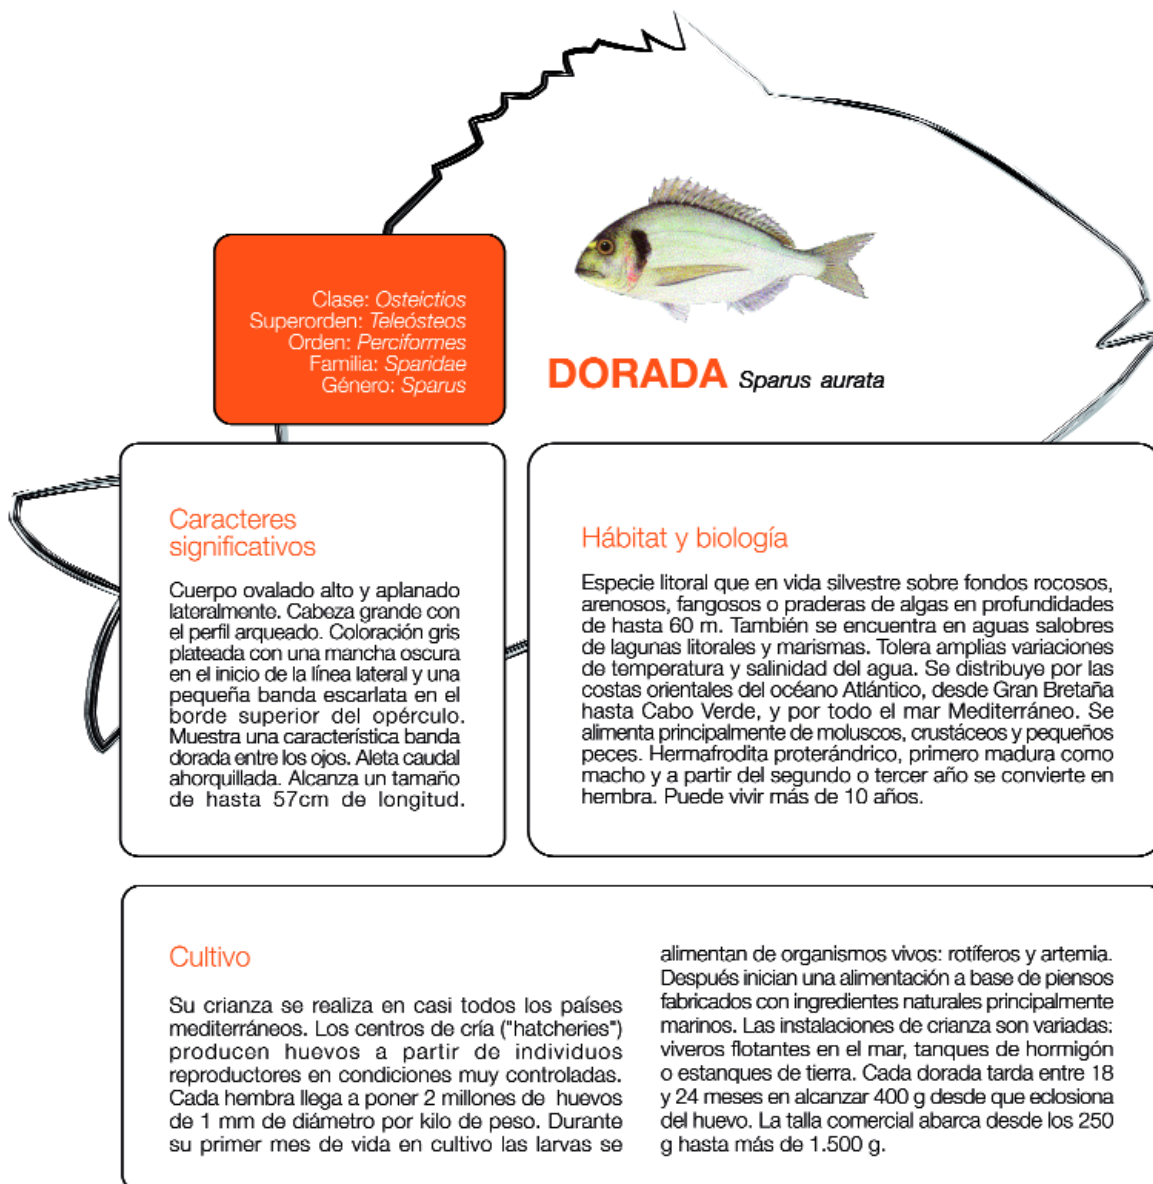 Clase: Osteictios
Superorden: Teleósteos
Orden: Perciformes
Familia: Sparidae
Género: Sparus
DORADA Sparus aurata
Caracteres
significativos
Cuerpo ovalado alto y aplanado
lateralmente. Cabeza grande con
el perfil arqueado. Coloración gris
plateada con una mancha oscura
en el inicio de la línea lateral y una
pequeña banda escarlata en el
borde superior del opérculo.
Muestra una característica banda
dorada entre los ojos. Aleta caudal
ahorquillada. Alcanza un tamaño
de hasta 57cm de longitud.
Hábitat y biología
Especie litoral que en vida silvestre sobre fondos rocosos,
arenosos, fangosos o praderas de algas en profundidades
de hasta 60 m. También se encuentra en aguas salobres
de lagunas litorales y marismas. Tolera amplias variaciones
de temperatura y salinidad del agua. Se distribuye por las
costas orientales del océano Atlántico, desde Gran Bretaña
hasta Cabo Verde, y por todo el mar Mediterráneo. Se
alimenta principalmente de moluscos, crustáceos y pequeños
peces. Hermafrodita proterándrico, primero madura como
macho y a partir del segundo o tercer año se convierte en
hembra. Puede vivir más de 10 años.
Cultivo
Su crianza se realiza en casi todos los países
mediterráneos. Los centros de cría ("hatcheries")
producen huevos a partir de individuos
reproductores en condiciones muy controladas.
Cada hembra llega a poner 2 millones de huevos
de 1 mm de diámetro por kilo de peso. Durante
su primer mes de vida en cultivo las larvas se
alimentan de organismos vivos: rotíferos y artemia.
Después inician una alimentación a base de piensos
fabricados con ingredientes naturales principalmente
marinos. Las instalaciones de crianza son variadas:
viveros flotantes en el mar, tanques de hormigón
o estanques de tierra. Cada dorada tarda entre 18
y 24 meses en alcanzar 400 g desde que eclosiona
del huevo. La talla comercial abarca desde los 250
g hasta más de 1.500 g.